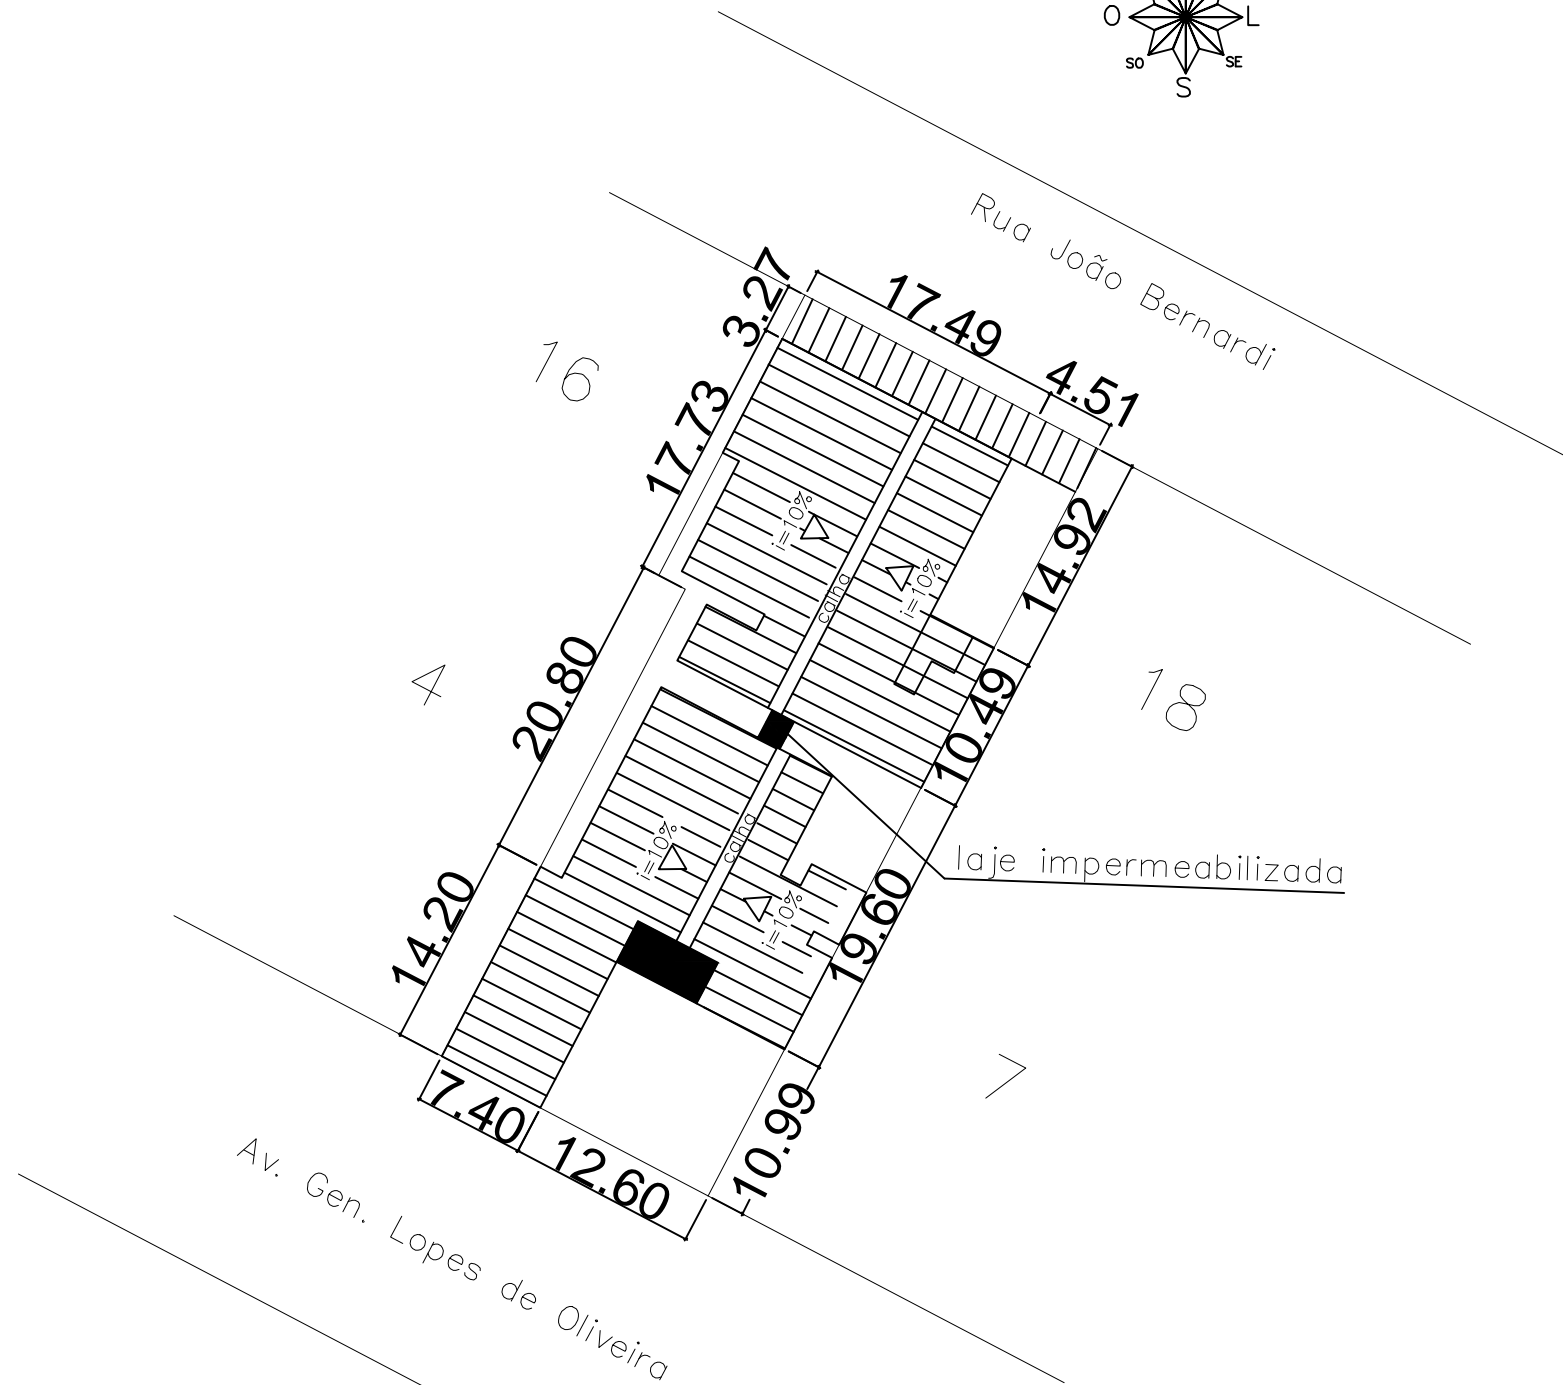 O
L
SO
SE
S
Rua João Bernardi
3.27
17.49
4.51
16
17.73
i=10%
14.92
i=10%
calha
20.80
4
10.49
18
i=10%
calha
laje impermeabilizada
14.20
i=10%
19.60
7
7.40
12.60
10.99
Av. Gen. Lopes de Oliveira